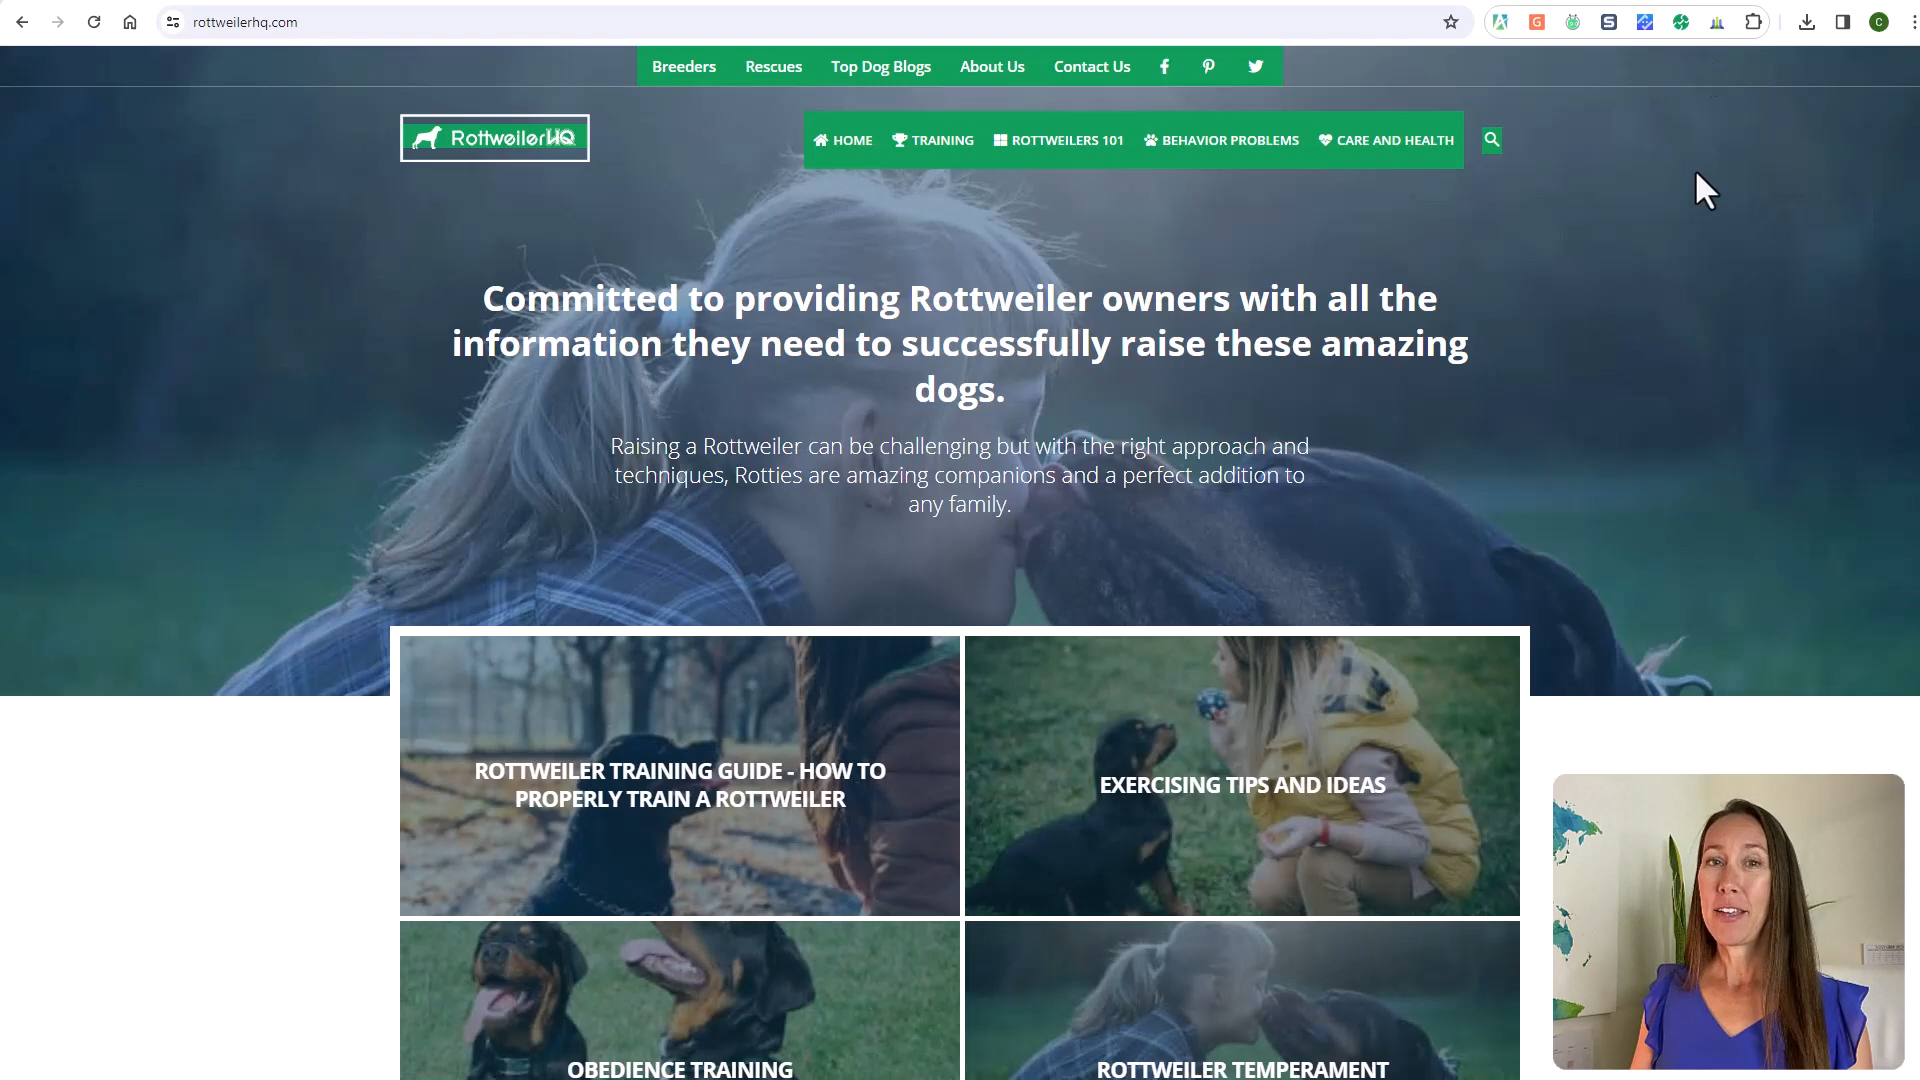 rottweilerhq.com
Breeders Rescues Top Dog Blogs About Us Contact Us
RottweilerHQ
HOME TRAINING ROTTWEILERS 101 BEHAVIOR PROBLEMS CARE AND HEALTH
Committed to providing Rottweiler owners with all the
information they need to successfully raise these amazing
dogs.
Raising a Rottweiler can be challenging but with the right approach and
techniques, Rotties are amazing companions and a perfect addition to
any family.
ROTTWEILER TRAINING GUIDE - HOW TO
PROPERLY TRAIN A ROTTWEILER
EXERCISING TIPS AND IDEAS
OBEDIENCE TRAINING
ROTTWEILER TEMPERAMENT